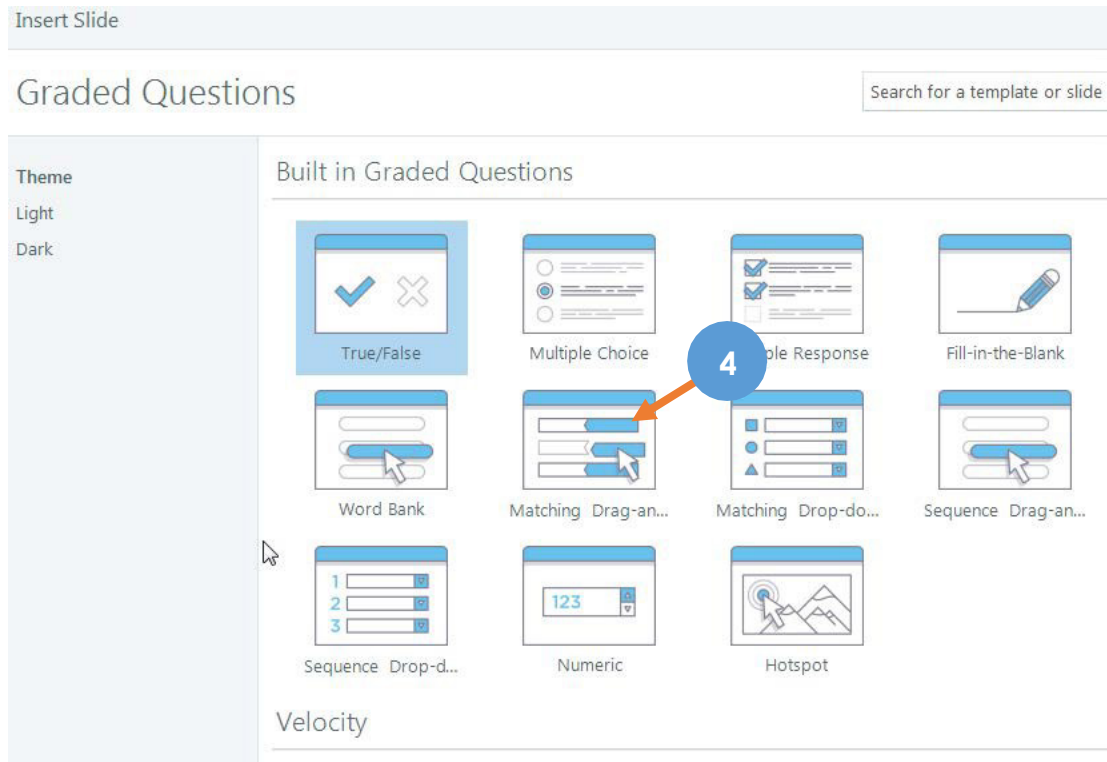 Insert Slide
Graded Questions
Search for a template or slide
Theme
Light
Dark
Built in Graded Questions
True/False
Multiple Choice
4
ple Response
Fill-in-the-Blank
Word Bank
Matching Drag-an...
Matching Drop-do...
Sequence Drag-an...
1
2
3
123
Sequence Drop-d...
Numeric
Hotspot
Velocity